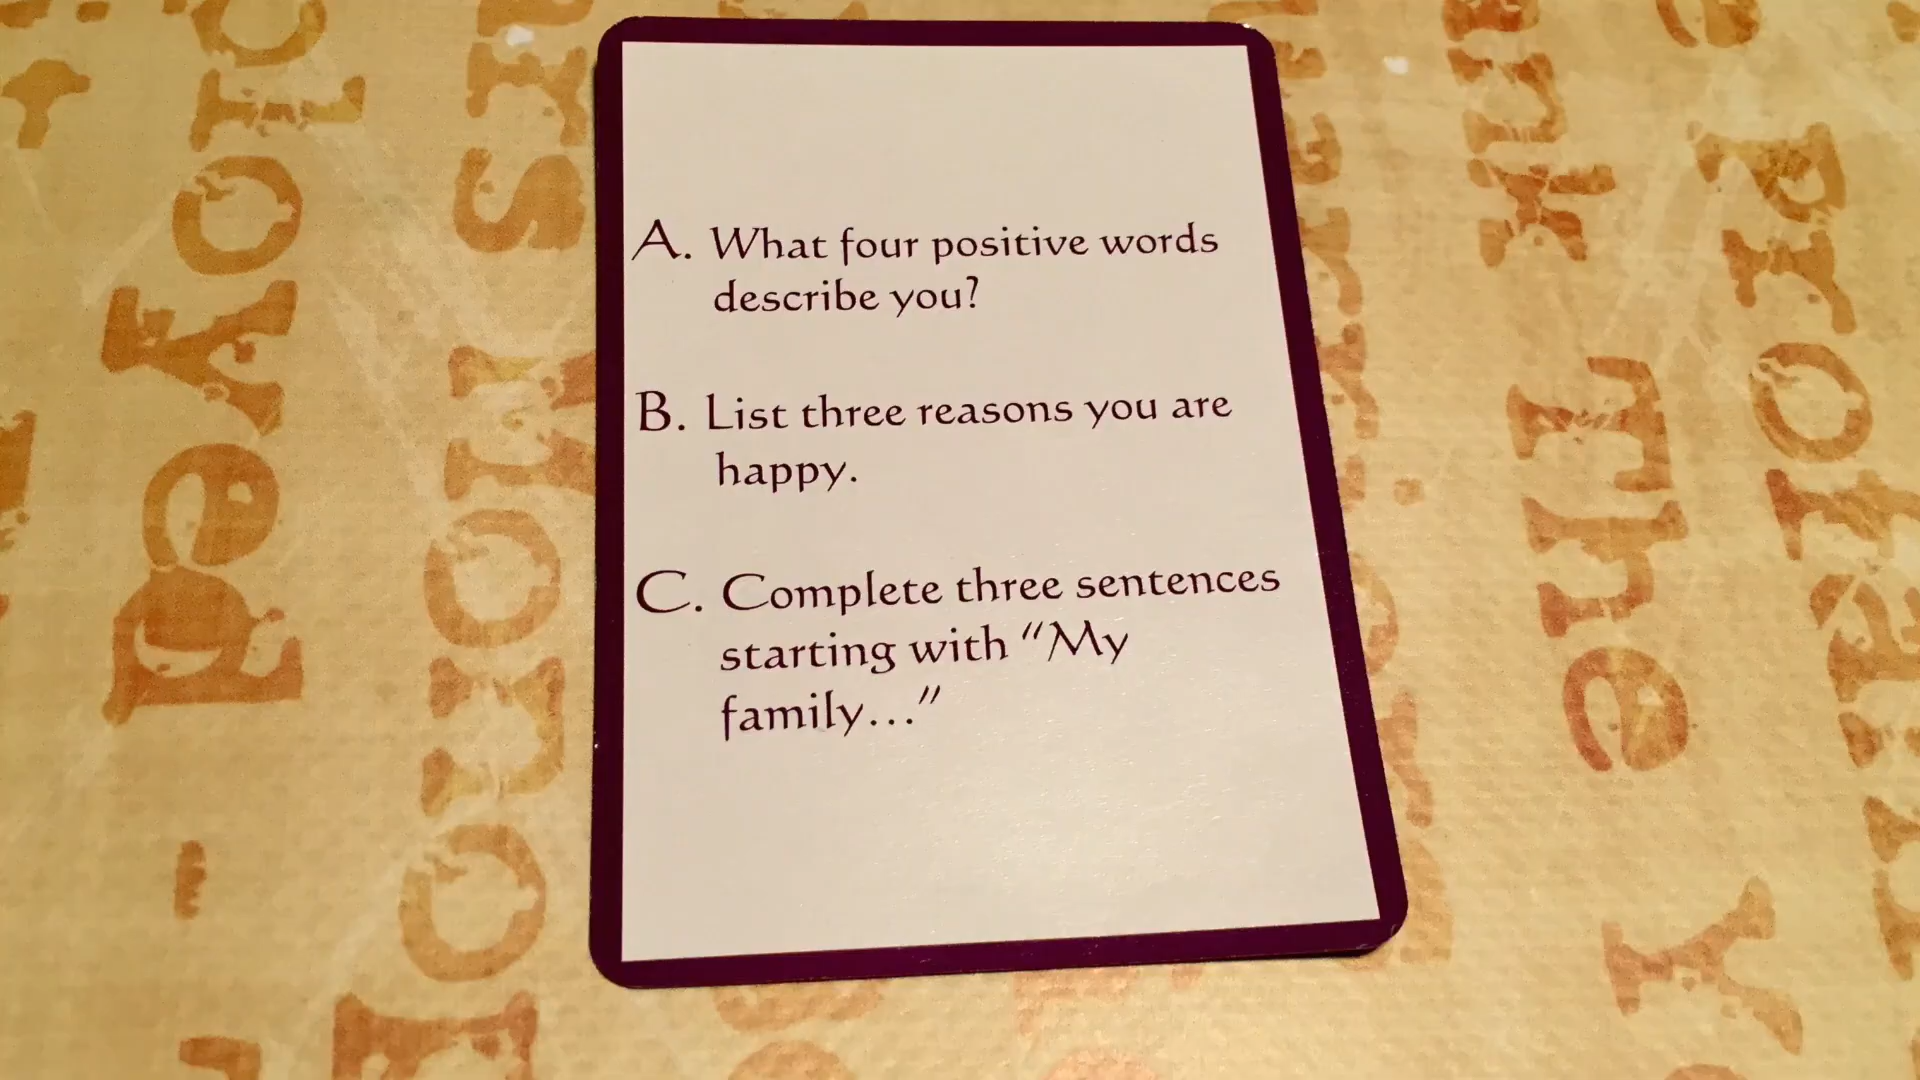 A. What four positive words
describe you?
B. List three reasons you are
happy.
C. Complete three sentences
starting with “My
family...”
The